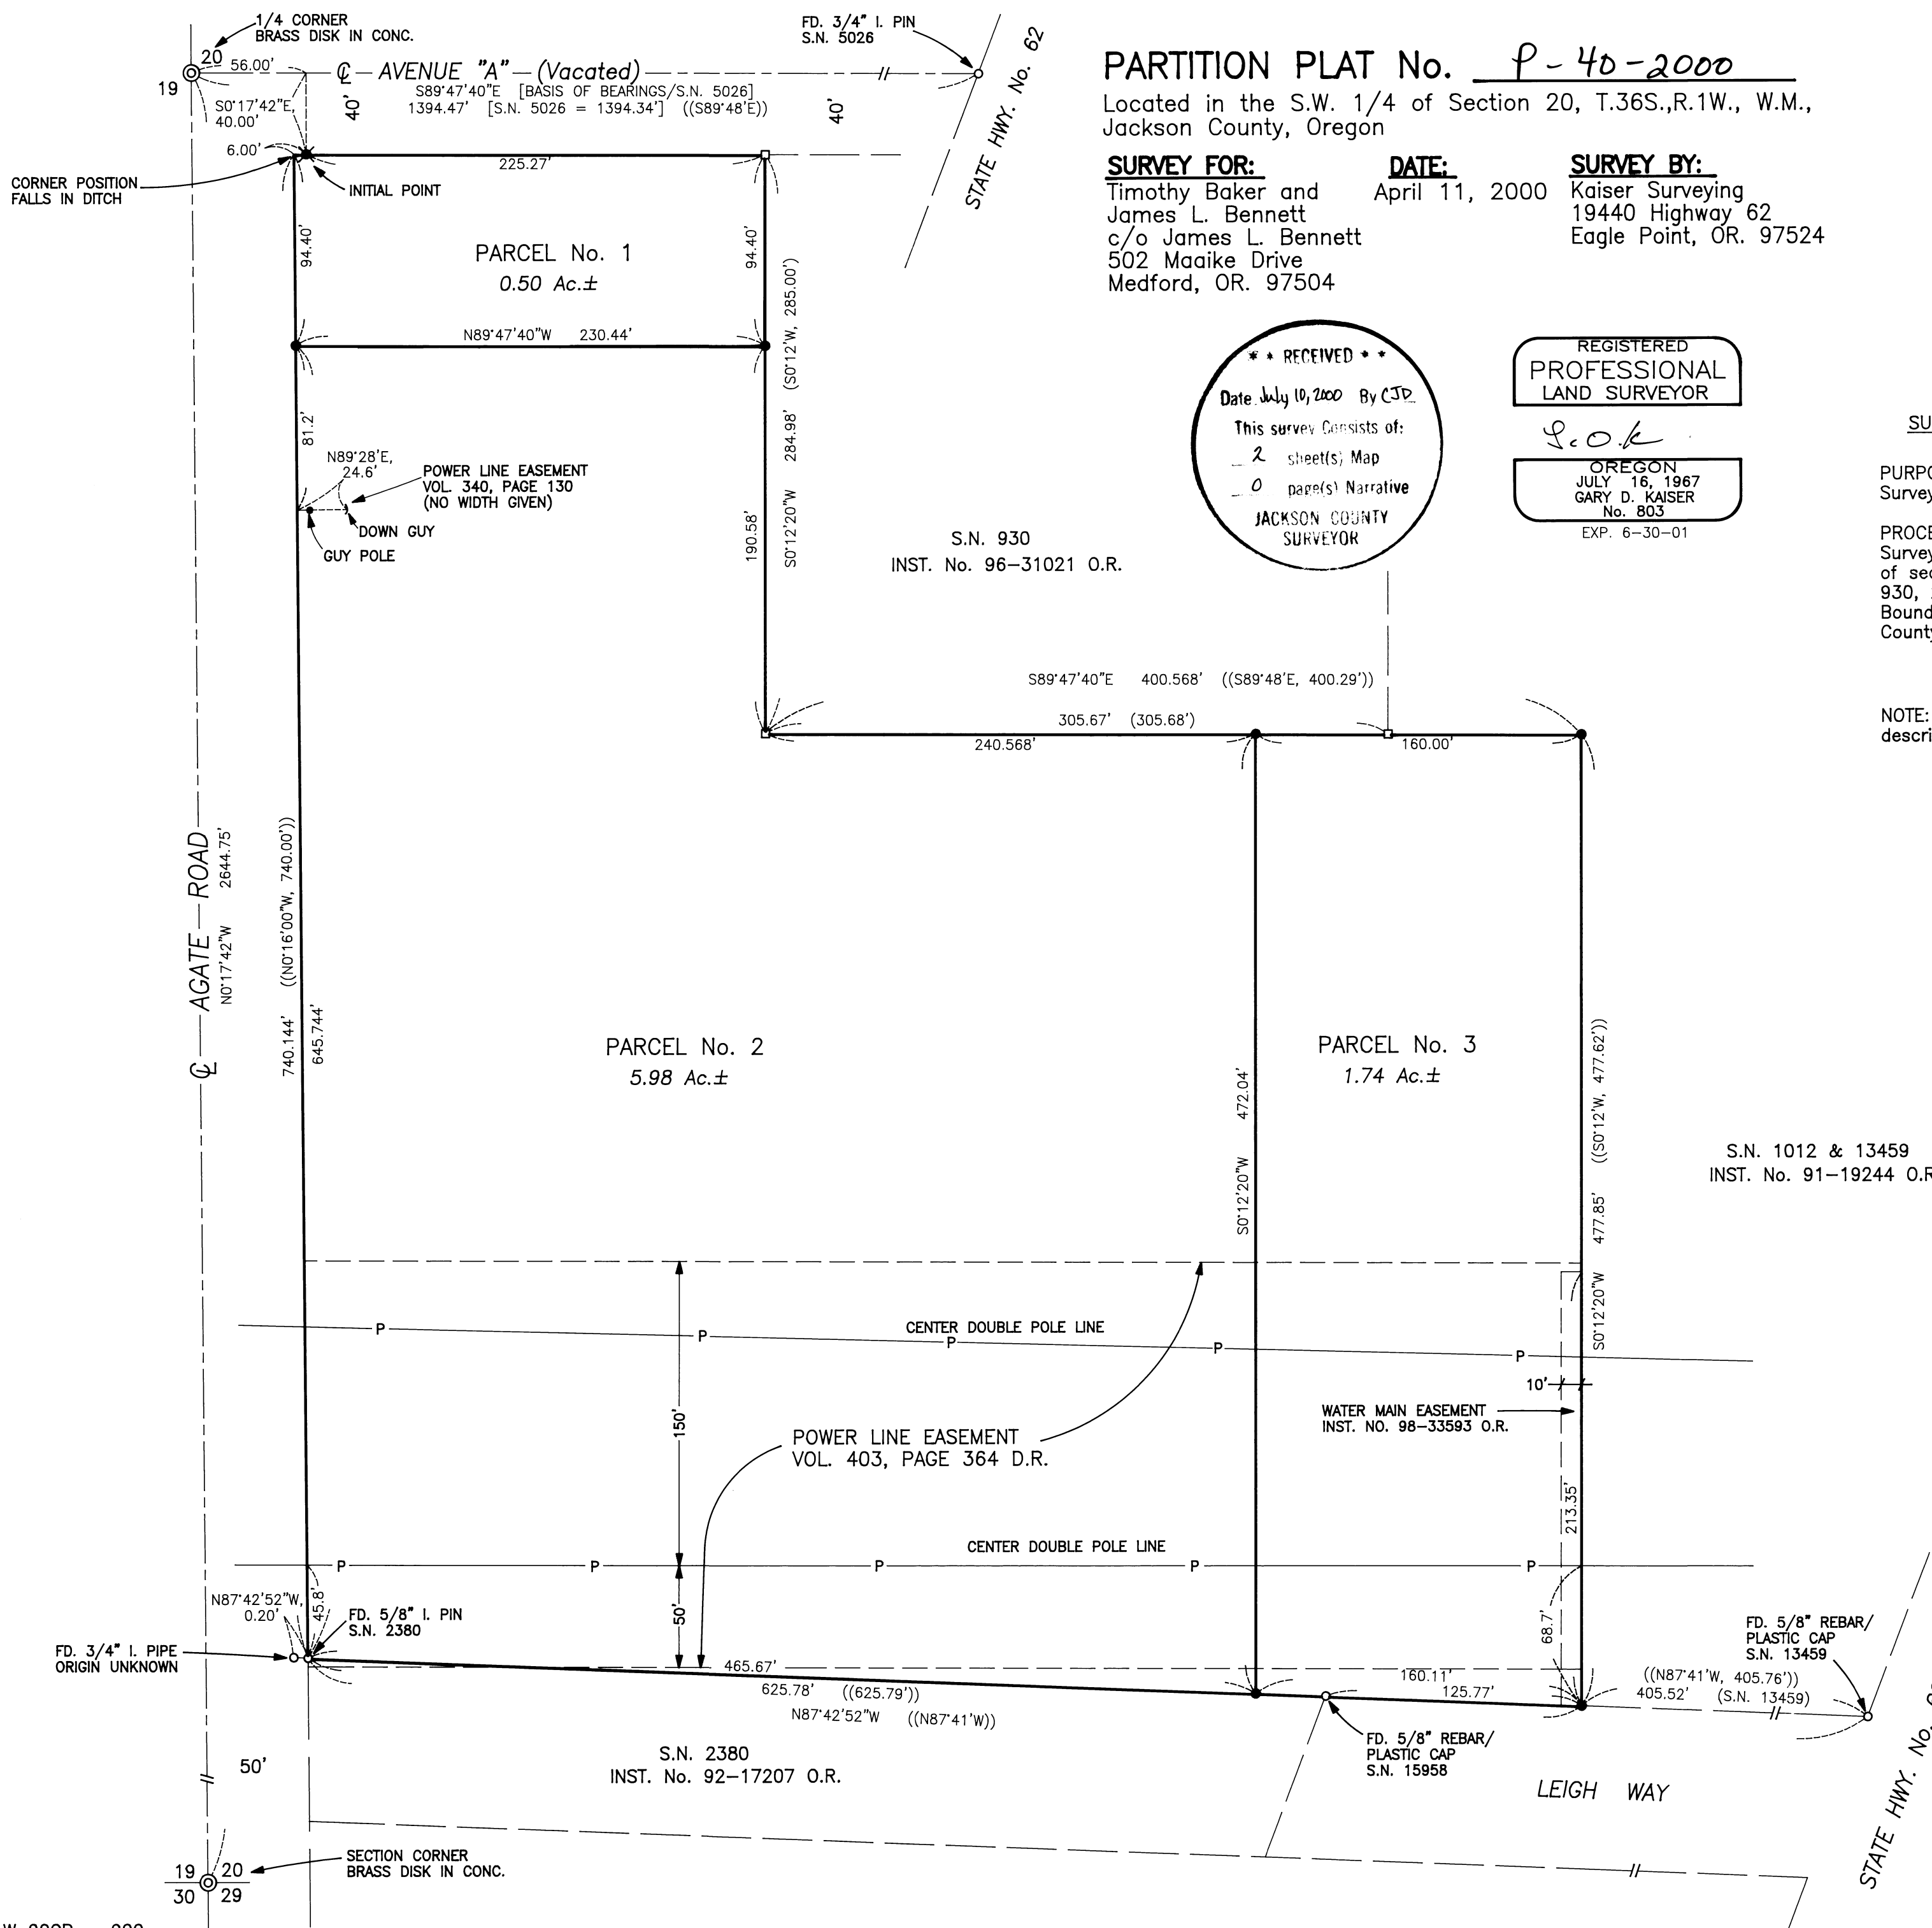 1/4 CORNER
BRASS DISK IN CONC.
20
19
56.00'
℄ AVENUE "A" (Vacated)
S89°47'40"E [BASIS OF BEARINGS/S.N. 5026]
1394.47' [S.N. 5026 = 1394.34'] ((S89°48'E))
FD. 3/4" I. PIN
S.N. 5026
STATE HWY. No. 62
S0°17'42"E,
40.00'
40'
40'
6.00'
225.27'
CORNER POSITION
FALLS IN DITCH
INITIAL POINT
PARTITION PLAT No. P-40-2000
Located in the S.W. 1/4 of Section 20, T.36S.,R.1W., W.M.,
Jackson County, Oregon
SURVEY FOR:
Timothy Baker and
James L. Bennett
c/o James L. Bennett
502 Maaike Drive
Medford, OR. 97504
DATE:
April 11, 2000
SURVEY BY:
Kaiser Surveying
19440 Highway 62
Eagle Point, OR. 97524
94.40'
PARCEL No. 1
0.50 Ac.±
94.40'
N89°47'40"W 230.44'
S0°12'20"W 284.98' (S0°12'W, 285.00')
190.58'
* * RECEIVED * *
Date July 10, 2000 By CJD
This survey Consists of:
2 sheet(s) Map
0 page(s) Narrative
JACKSON COUNTY
SURVEYOR
REGISTERED
PROFESSIONAL
LAND SURVEYOR
OREGON
JULY 16, 1967
GARY D. KAISER
No. 803
EXP. 6-30-01
SU
PURPO
Survey
PROCE
Survey
of sec
930,
Bound
County
NOTE:
descri
81.2'
N89°28'E,
24.6'
POWER LINE EASEMENT
VOL. 340, PAGE 130
(NO WIDTH GIVEN)
DOWN GUY
GUY POLE
S.N. 930
INST. No. 96-31021 O.R.
S89°47'40"E 400.568' ((S89°48'E, 400.29'))
305.67' (305.68')
240.568'
160.00'
℄ AGATE ROAD
N0°17'42"W 2644.75'
740.144' ((N0°16'00"W, 740.00'))
645.744'
PARCEL No. 2
5.98 Ac.±
S0°12'20"W 472.04'
PARCEL No. 3
1.74 Ac.±
S0°12'20"W 477.85' ((S0°12'W, 477.62'))
S.N. 1012 & 13459
INST. No. 91-19244 O.R
P P P P P
CENTER DOUBLE POLE LINE
10'
WATER MAIN EASEMENT
INST. NO. 98-33593 O.R.
150'
POWER LINE EASEMENT
VOL. 403, PAGE 364 D.R.
213.35'
CENTER DOUBLE POLE LINE
P P P P P
50'
N87°42'52"W,
0.20'
45.8'
FD. 5/8" I. PIN
S.N. 2380
FD. 3/4" I. PIPE
ORIGIN UNKNOWN
68.7'
465.67'
625.78' ((625.79'))
N87°42'52"W ((N87°41'W))
160.11'
125.77'
((N87°41'W, 405.76'))
405.52' (S.N. 13459)
FD. 5/8" REBAR/
PLASTIC CAP
S.N. 13459
FD. 5/8" REBAR/
PLASTIC CAP
S.N. 15958
S.N. 2380
INST. No. 92-17207 O.R.
50'
LEIGH WAY
STATE HWY. No.
SECTION CORNER
BRASS DISK IN CONC.
19 20
30 29